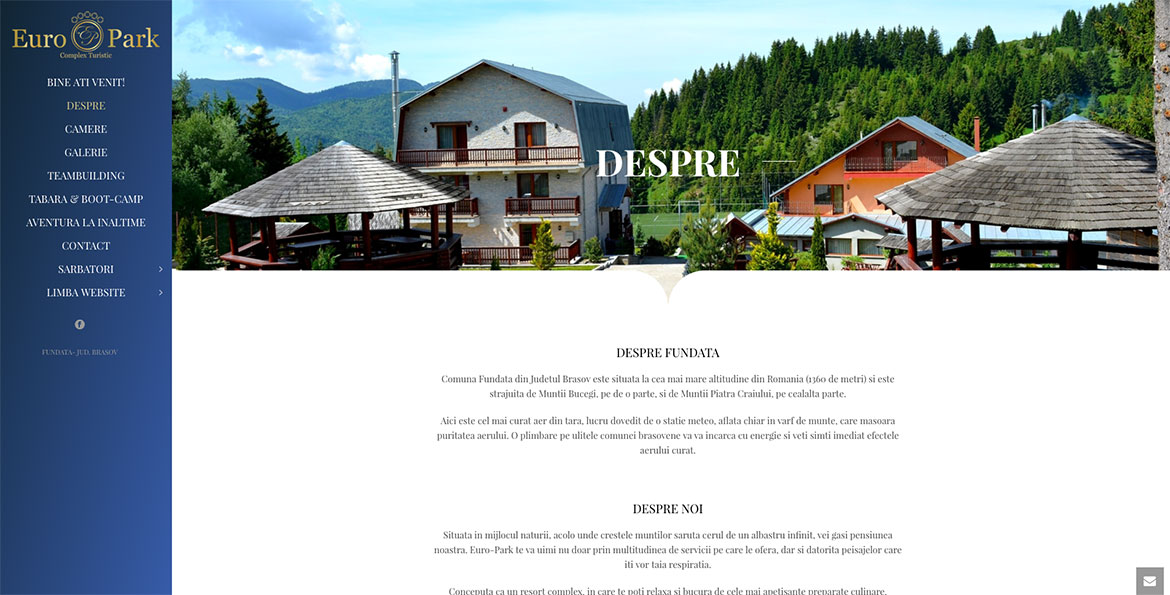 Euro EP Park
Complex Turistic
BINE ATI VENIT!
DESPRE
CAMERE
GALERIE
TEAMBUILDING
TABARA & BOOT-CAMP
AVENTURA LA INALTIME
CONTACT
SARBATORI
LIMBA WEBSITE
FUNDATA- JUD. BRASOV
DESPRE
DESPRE FUNDATA
Comuna Fundata din Judetul Brasov este situata la cea mai mare altitudine din Romania (1360 de metri) si este
strajuita de Muntii Bucegi, pe de o parte, si de Muntii Piatra Craiului, pe cealalta parte.
Aici este cel mai curat aer din tara, lucru dovedit de o statie meteo, aflata chiar in varf de munte, care masoara
puritatea aerului. O plimbare pe ulitele comunei brasovene va va incarca cu energie si veti simti imediat efectele
aerului curat.
DESPRE NOI
Situata in mijlocul naturii, acolo unde crestele muntilor saruta cerul de un albastru infinit, vei gasi pensiunea
noastra. Euro-Park te va uimi nu doar prin multitudinea de servicii pe care le ofera, dar si datorita peisajelor care
iti vor taia respiratia.
Conceputa ca un resort complex, in care te poti relaxa si bucura de cele mai apetisante preparate culinare,